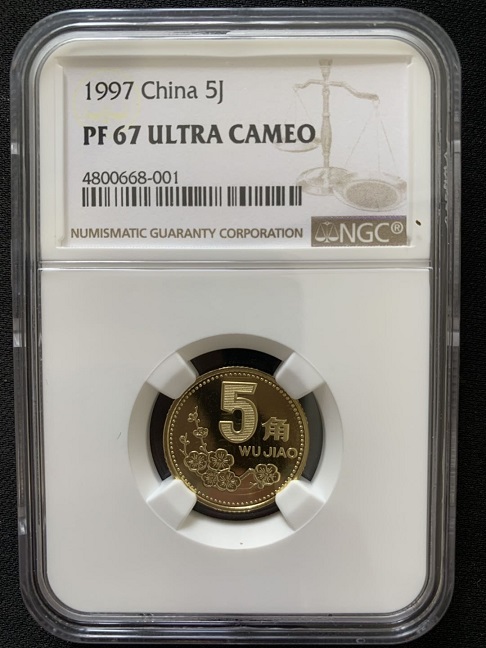 1997 China 5J
PF 67 ULTRA CAMEO
4800668-001
NUMISMATIC GUARANTY CORPORATION
NGC®
5角
WU JIAO